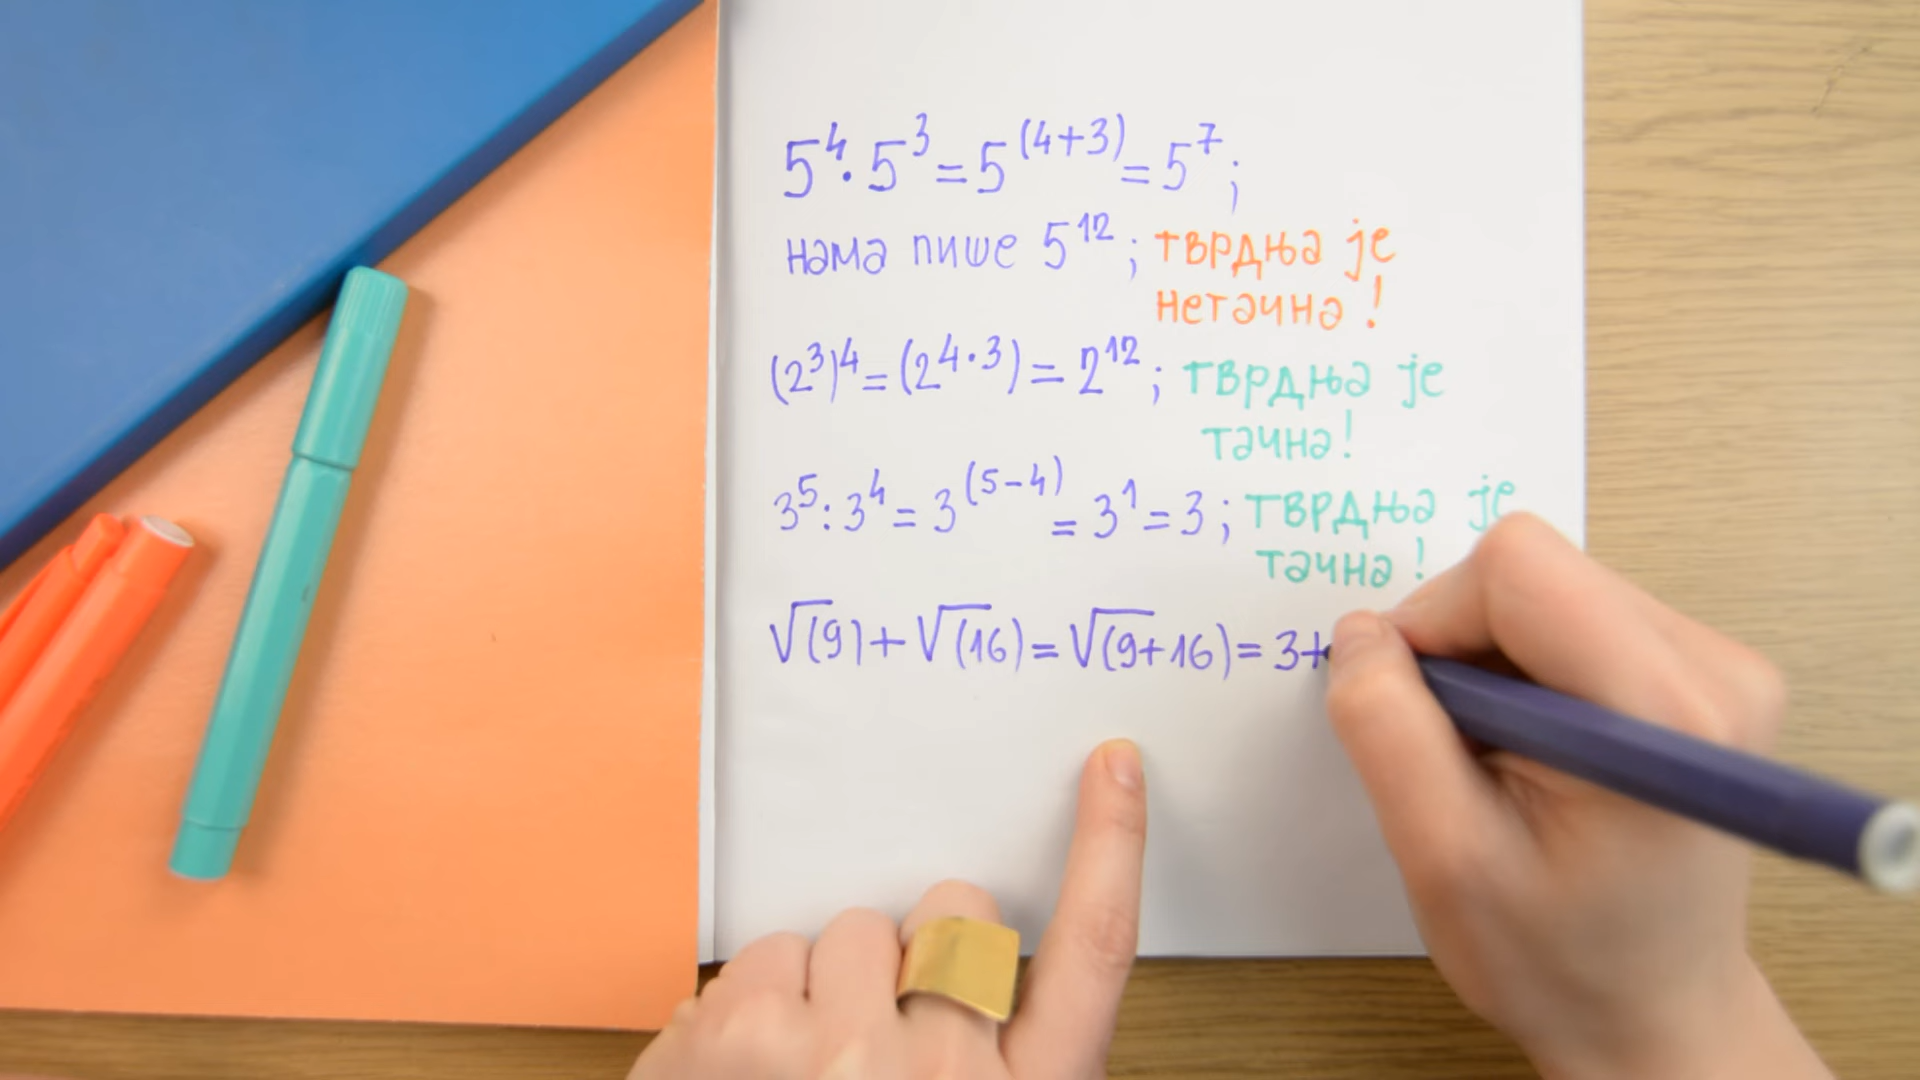 5⁴·5³=5⁽⁴⁺³⁾=5⁷;
нама пише 5¹²; тврдња је
нетачна!
(2³)⁴=(2⁴·³)=2¹²; тврдња је
тачна!
3⁵:3⁴=3⁽⁵⁻⁴⁾=3¹=3; тврдња је
тачна!
√(9)+√(16)=√(9+16)=3+